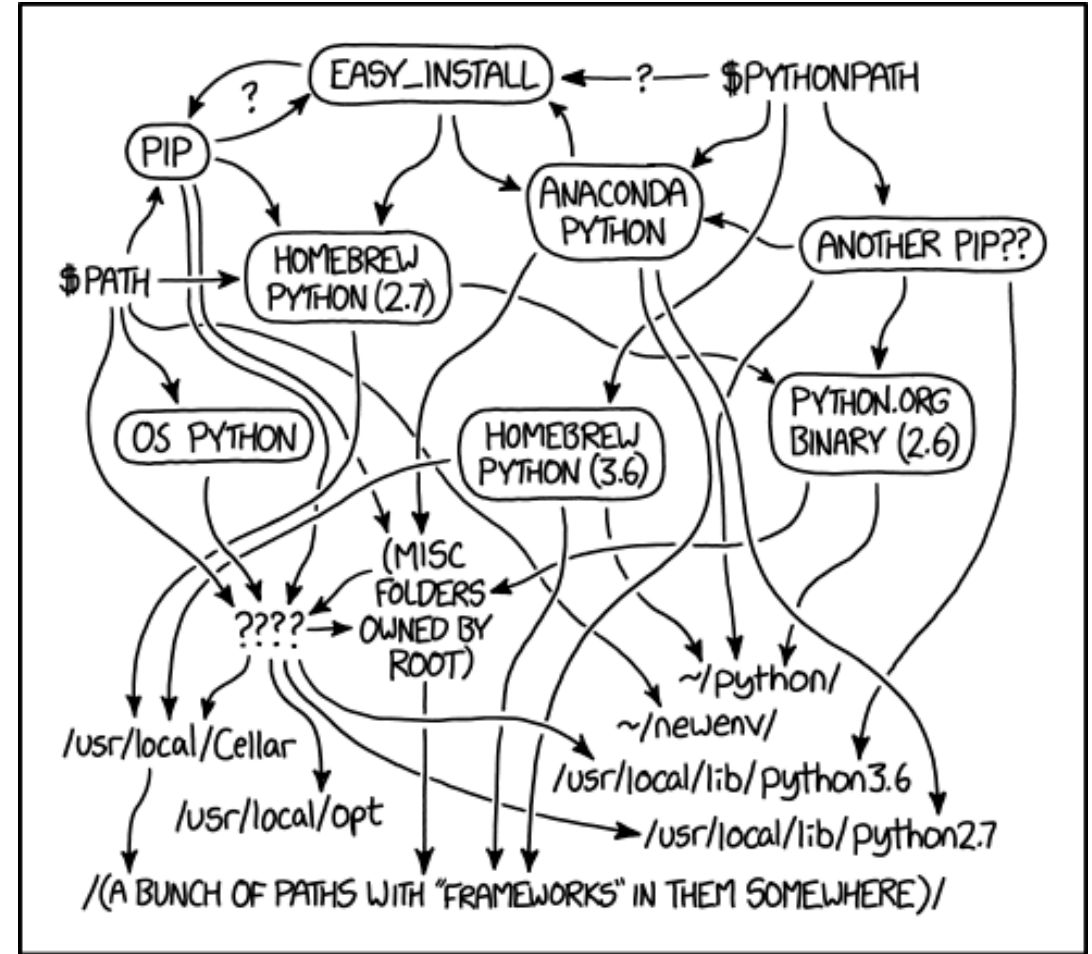 EASY_INSTALL
?
$PYTHONPATH
?
PIP
ANACONDA
PYTHON
ANOTHER PIP??
HOMEBREW
PYTHON (2.7)
$PATH
OS PYTHON
HOMEBREW
PYTHON (3.6)
PYTHON.ORG
BINARY (2.6)
(MISC
FOLDERS
OWNED BY
ROOT)
????
~/python/
~/newenv/
/usr/local/Cellar
/usr/local/lib/python3.6
/usr/local/opt
/usr/local/lib/python2.7
/(A BUNCH OF PATHS WITH "FRAMEWORKS" IN THEM SOMEWHERE)/